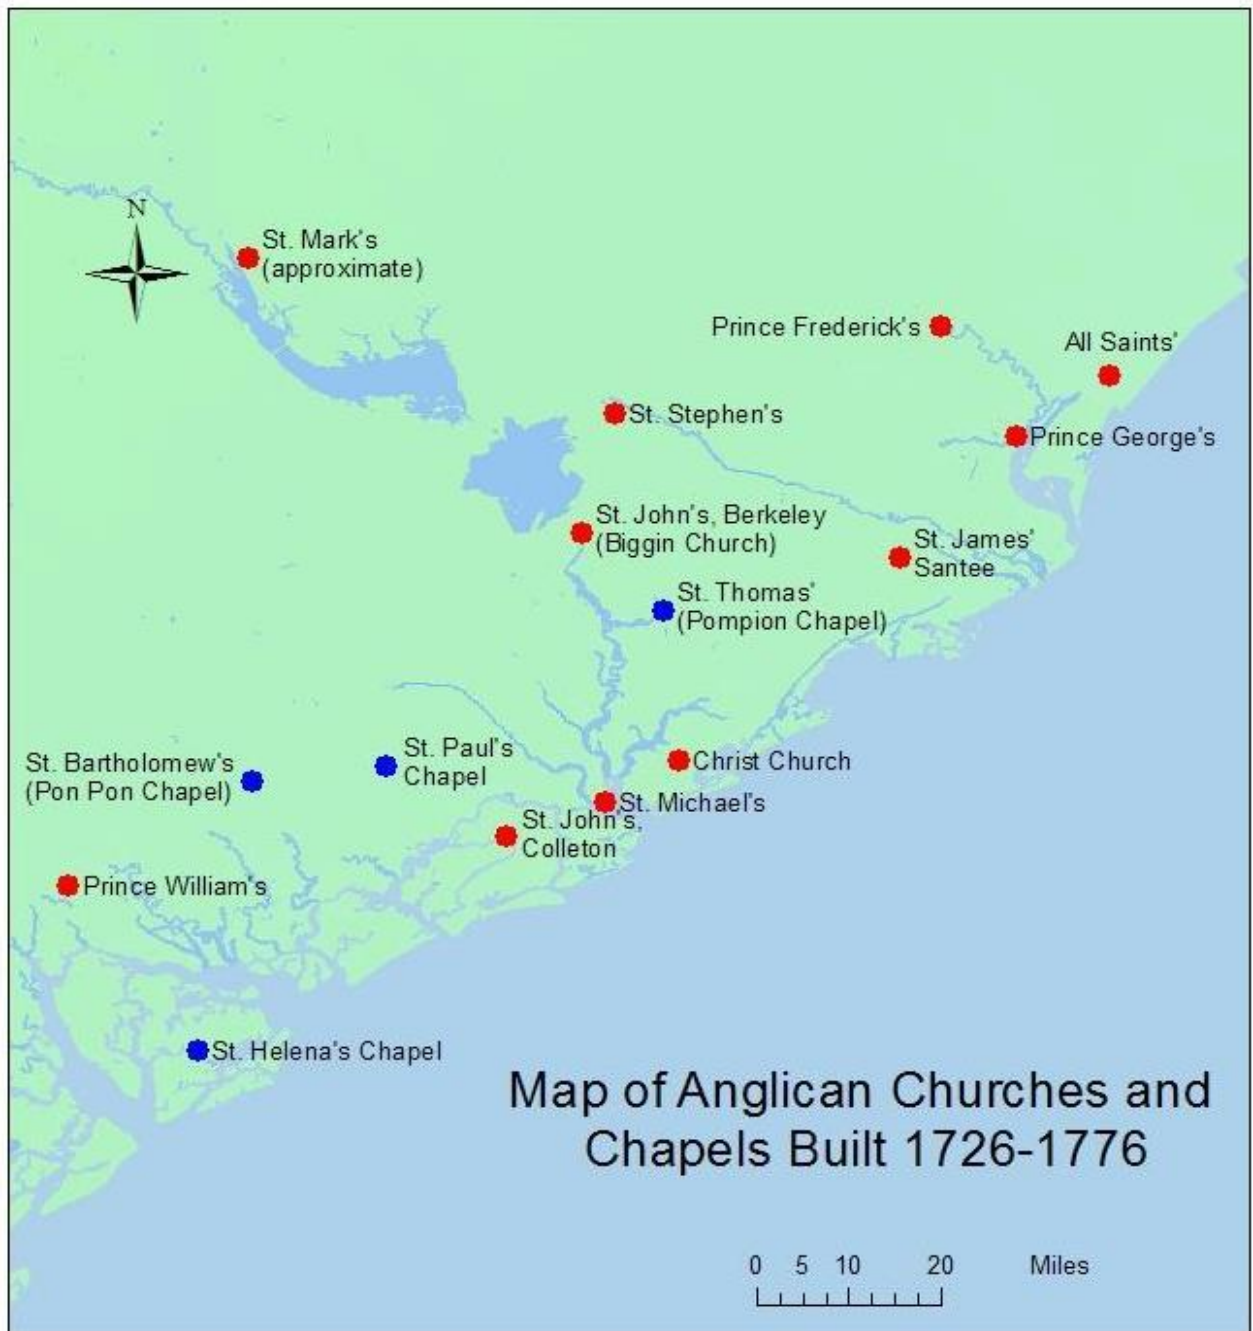 N
St. Mark's
(approximate)
Prince Frederick's
All Saints'
St. Stephen's
Prince George's
St. John's, Berkeley
(Biggin Church)
St. James'
Santee
St. Thomas'
(Pompion Chapel)
St. Paul's
Chapel
St. Bartholomew's
(Pon Pon Chapel)
Christ Church
St. Michael's
St. John's,
Colleton
Prince William's
St. Helena's Chapel
Map of Anglican Churches and
Chapels Built 1726-1776
0 5 10 20 Miles